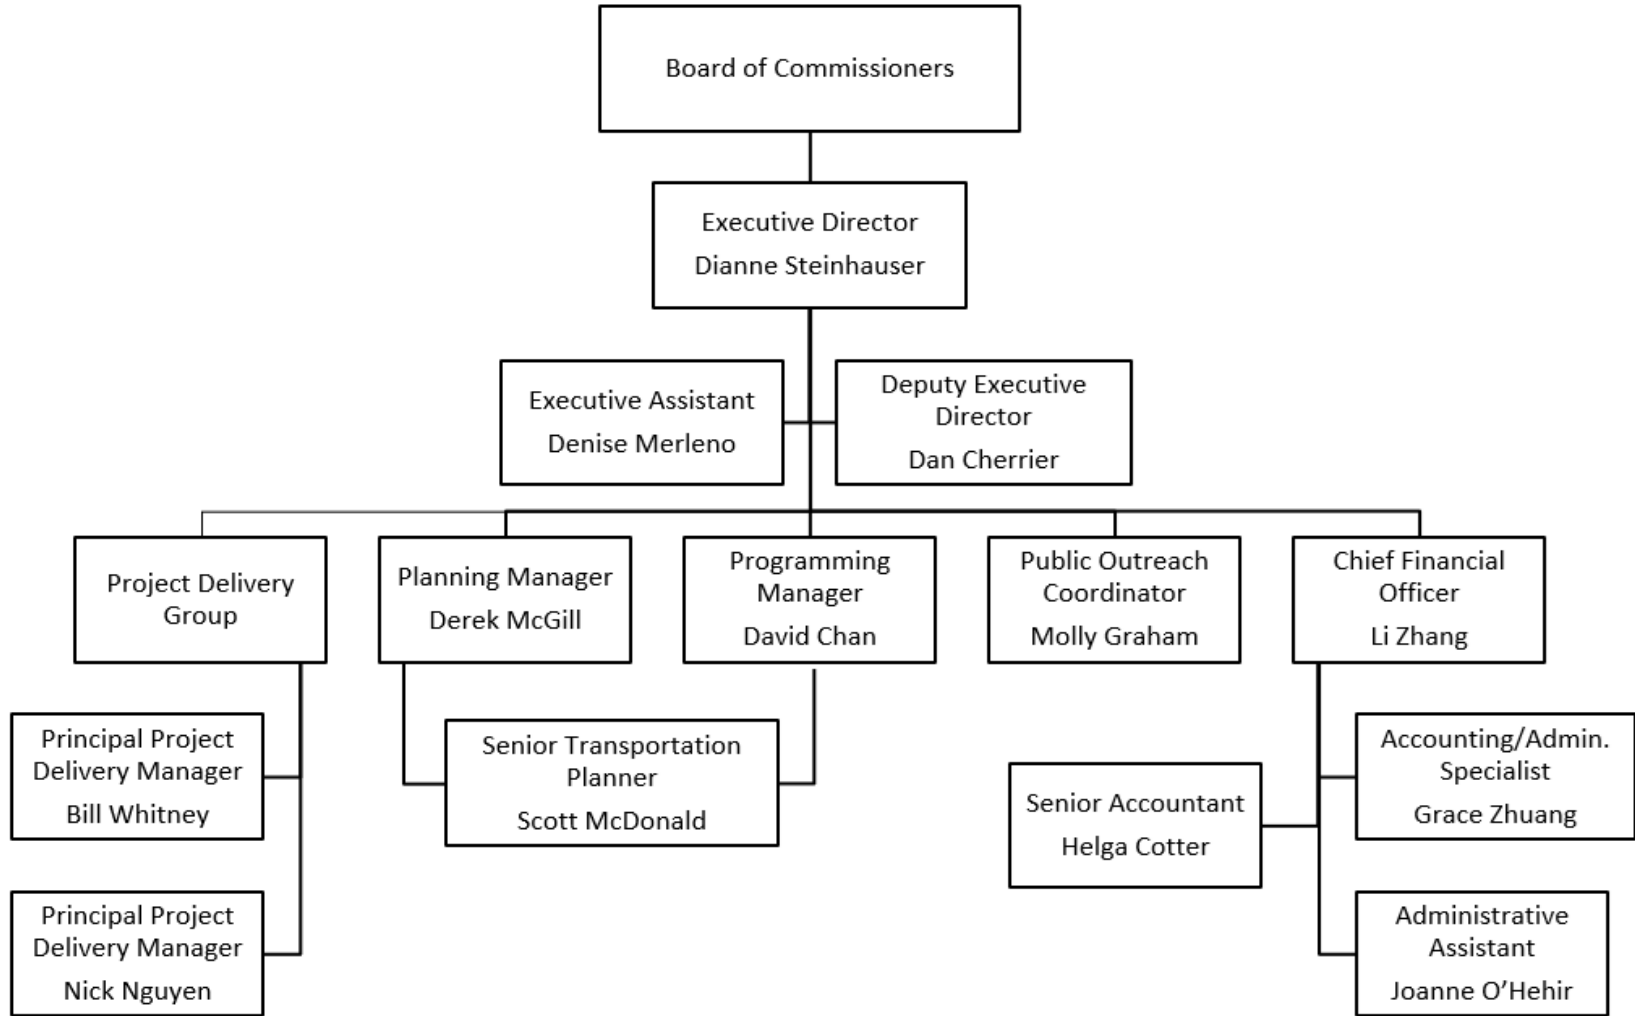 Board of Commissioners
Executive Director
Dianne Steinhauser
Executive Assistant
Denise Merleno
Deputy Executive
Director
Dan Cherrier
Project Delivery
Group
Planning Manager
Derek McGill
Programming
Manager
David Chan
Public Outreach
Coordinator
Molly Graham
Chief Financial
Officer
Li Zhang
Principal Project
Delivery Manager
Bill Whitney
Senior Transportation
Planner
Scott McDonald
Senior Accountant
Helga Cotter
Accounting/Admin.
Specialist
Grace Zhuang
Principal Project
Delivery Manager
Nick Nguyen
Administrative
Assistant
Joanne O’Hehir